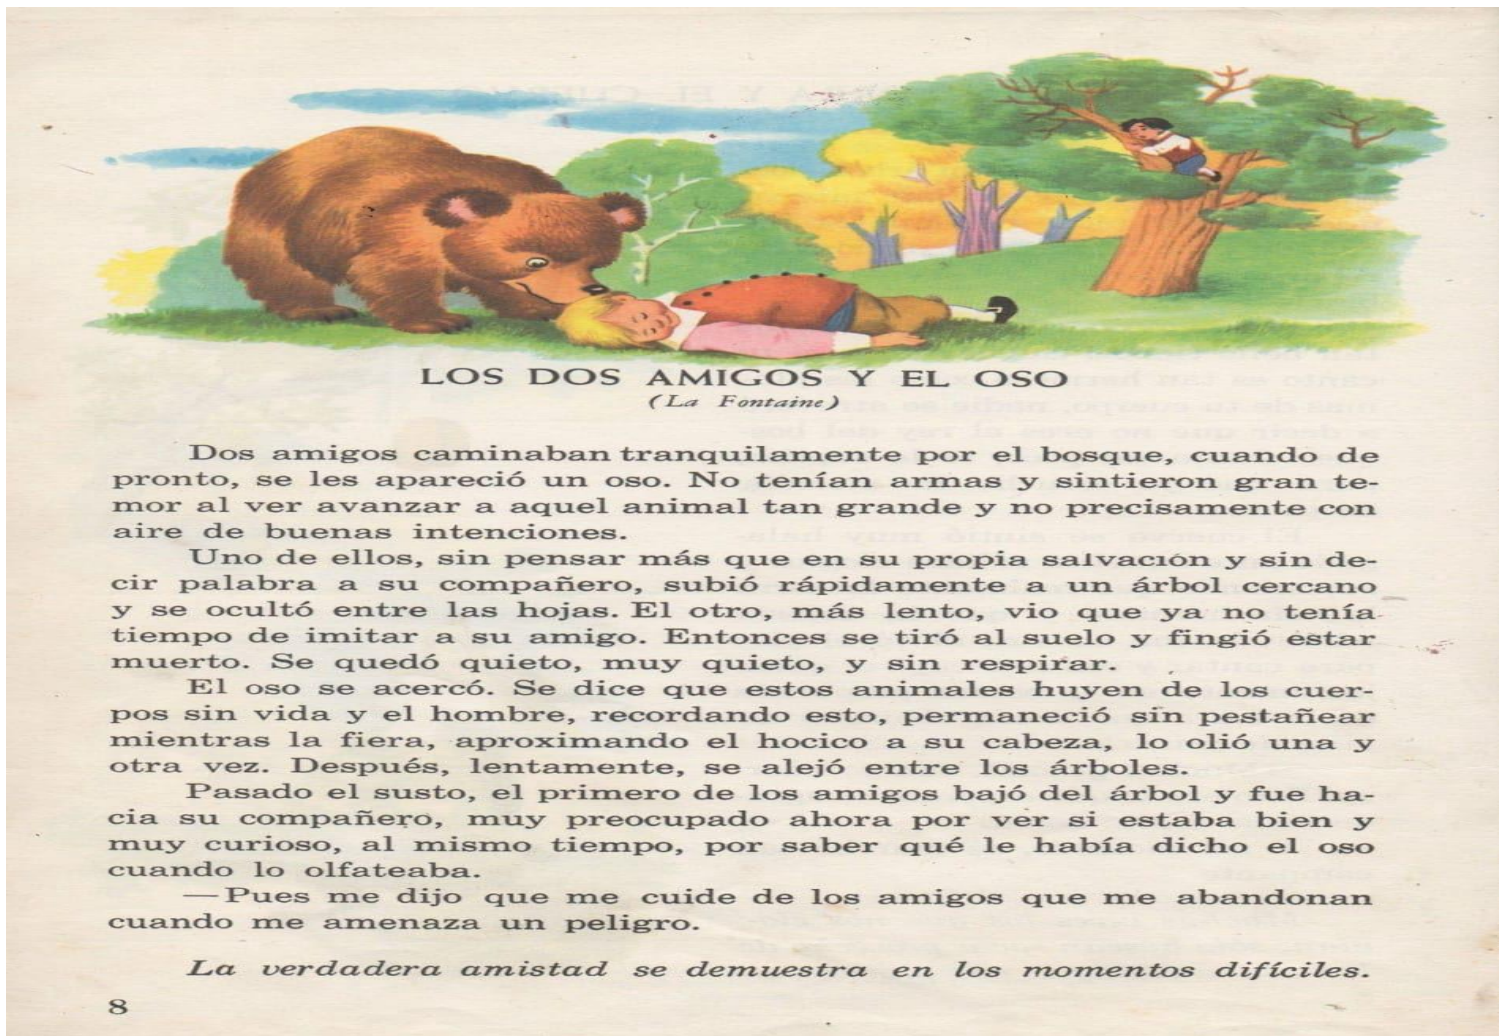 LOS DOS AMIGOS Y EL OSO
(La Fontaine)
Dos amigos caminaban tranquilamente por el bosque, cuando de
pronto, se les apareció un oso. No tenían armas y sintieron gran te-
mor al ver avanzar a aquel animal tan grande y no precisamente con
aire de buenas intenciones.
Uno de ellos, sin pensar más que en su propia salvación y sin de-
cir palabra a su compañero, subió rápidamente a un árbol cercano
y se ocultó entre las hojas. El otro, más lento, vio que ya no tenía
tiempo de imitar a su amigo. Entonces se tiró al suelo y fingió estar
muerto. Se quedó quieto, muy quieto, y sin respirar.
El oso se acercó. Se dice que estos animales huyen de los cuer-
pos sin vida y el hombre, recordando esto, permaneció sin pestañear
mientras la fiera, aproximando el hocico a su cabeza, lo olió una y
otra vez. Después, lentamente, se alejó entre los árboles.
Pasado el susto, el primero de los amigos bajó del árbol y fue ha-
cia su compañero, muy preocupado ahora por ver si estaba bien y
muy curioso, al mismo tiempo, por saber qué le había dicho el oso
cuando lo olfateaba.
—Pues me dijo que me cuide de los amigos que me abandonan
cuando me amenaza un peligro.
La verdadera amistad se demuestra en los momentos difíciles.
8